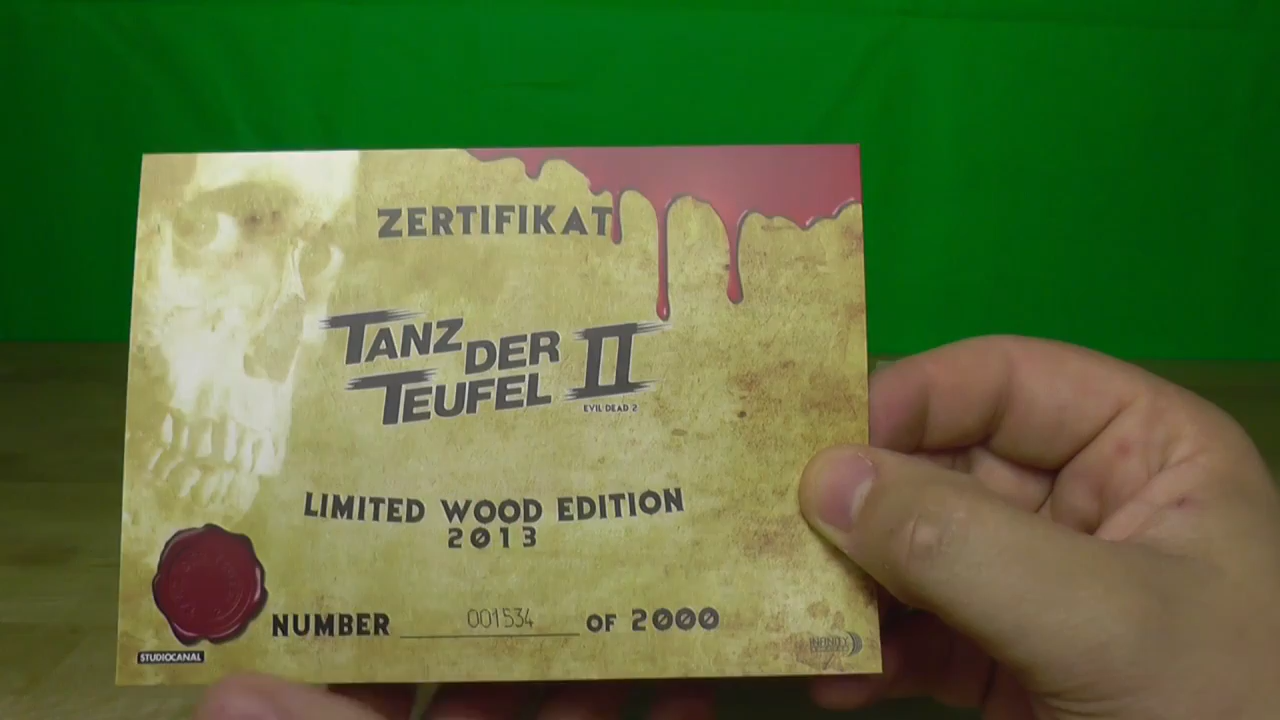 ZERTIFIKAT
TANZ DER
TEUFEL II
EVIL DEAD 2
LIMITED WOOD EDITION
2013
NUMBER 001534 OF 2000
STUDIOCANAL